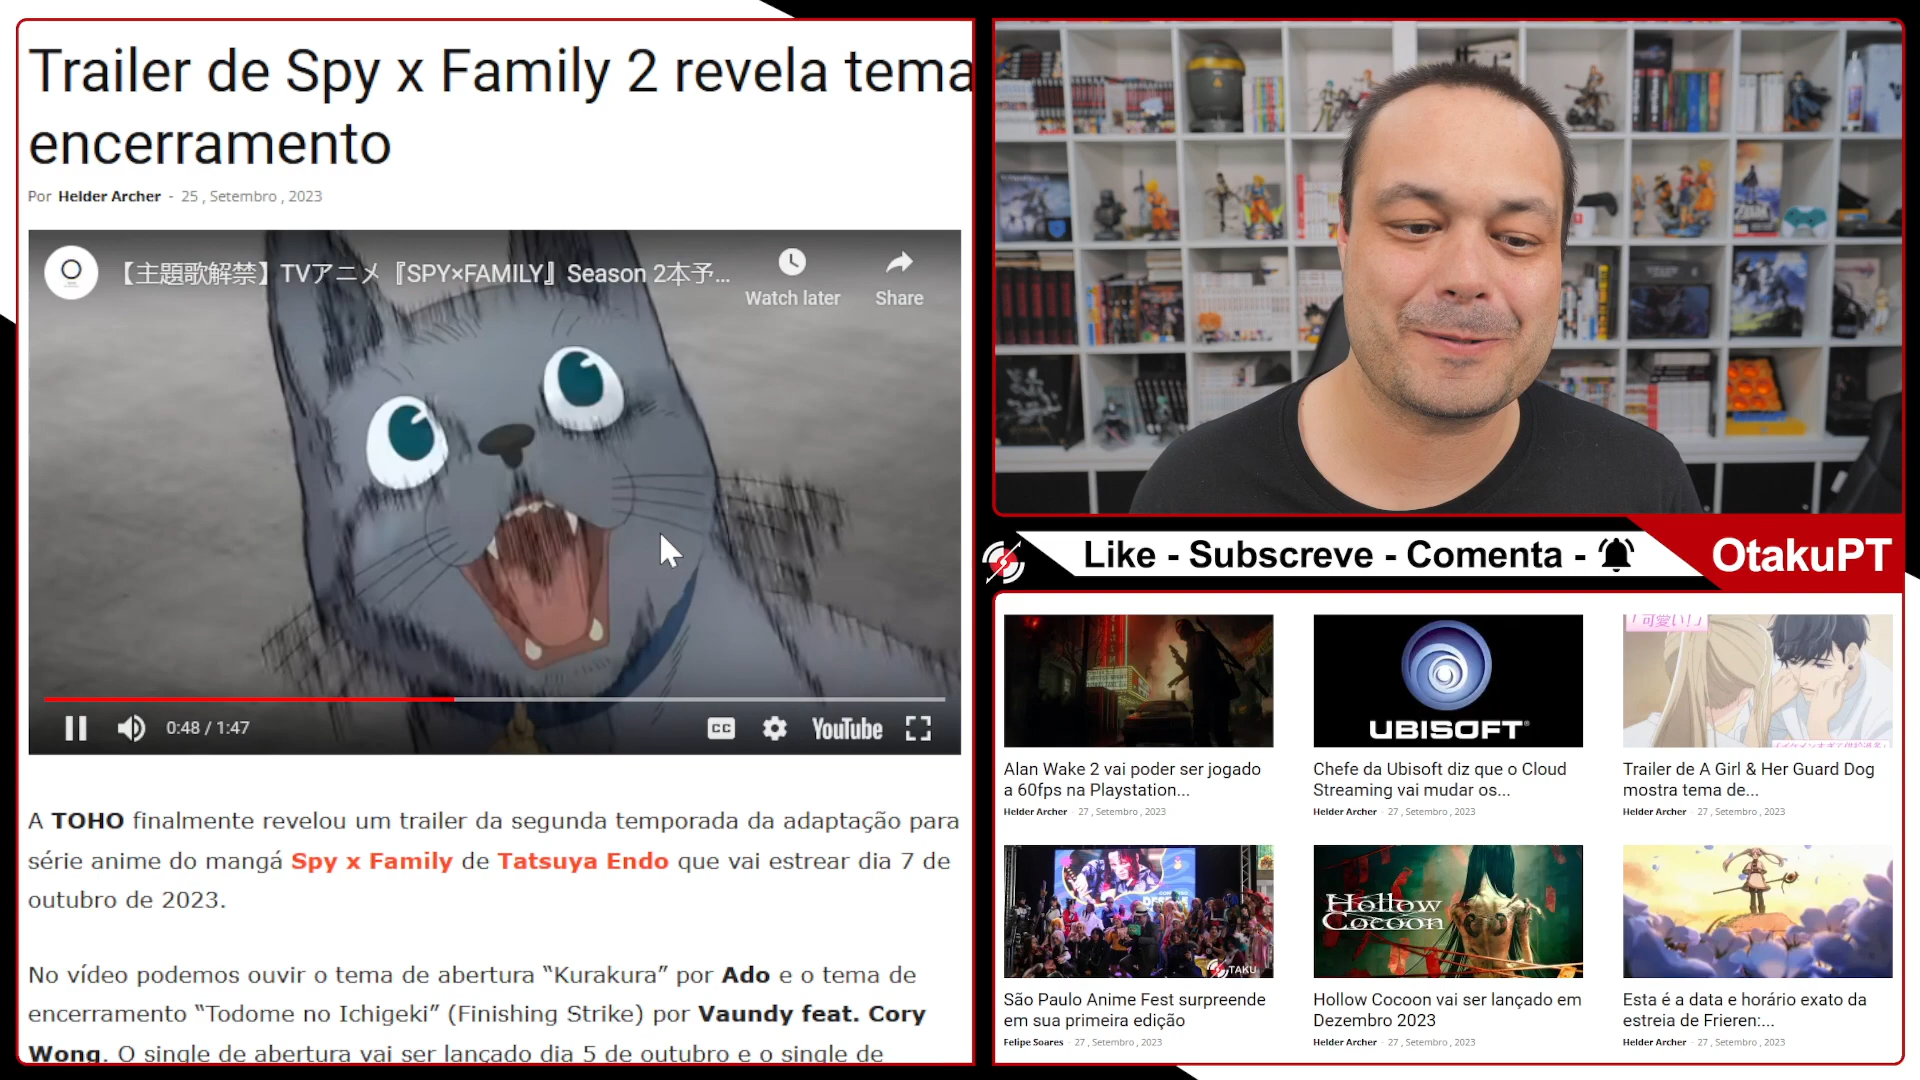 Trailer de Spy x Family 2 revela tema
encerramento
Por Helder Archer - 25 , Setembro , 2023
【主題歌解禁】TVアニメ『SPY×FAMILY』Season 2本予...
Watch later
Share
0:48 / 1:47
CC
YouTube
A TOHO finalmente revelou um trailer da segunda temporada da adaptação para
série anime do mangá Spy x Family de Tatsuya Endo que vai estrear dia 7 de
outubro de 2023.
No vídeo podemos ouvir o tema de abertura “Kurakura” por Ado e o tema de
encerramento “Todome no Ichigeki” (Finishing Strike) por Vaundy feat. Cory
Wong. O single de abertura vai ser lançado dia 5 de outubro e o single de
Like - Subscreve - Comenta -
OtakuPT
UBISOFT
「可愛い!」
Alan Wake 2 vai poder ser jogado
a 60fps na Playstation...
Helder Archer - 27 , Setembro , 2023
Chefe da Ubisoft diz que o Cloud
Streaming vai mudar os...
Helder Archer - 27 , Setembro , 2023
Trailer de A Girl & Her Guard Dog
mostra tema de...
Helder Archer - 27 , Setembro , 2023
TAKU
Hollow
Cocoon
São Paulo Anime Fest surpreende
em sua primeira edição
Felipe Soares - 27 , Setembro , 2023
Hollow Cocoon vai ser lançado em
Dezembro 2023
Helder Archer - 27 , Setembro , 2023
Esta é a data e horário exato da
estreia de Frieren:...
Helder Archer - 27 , Setembro , 2023